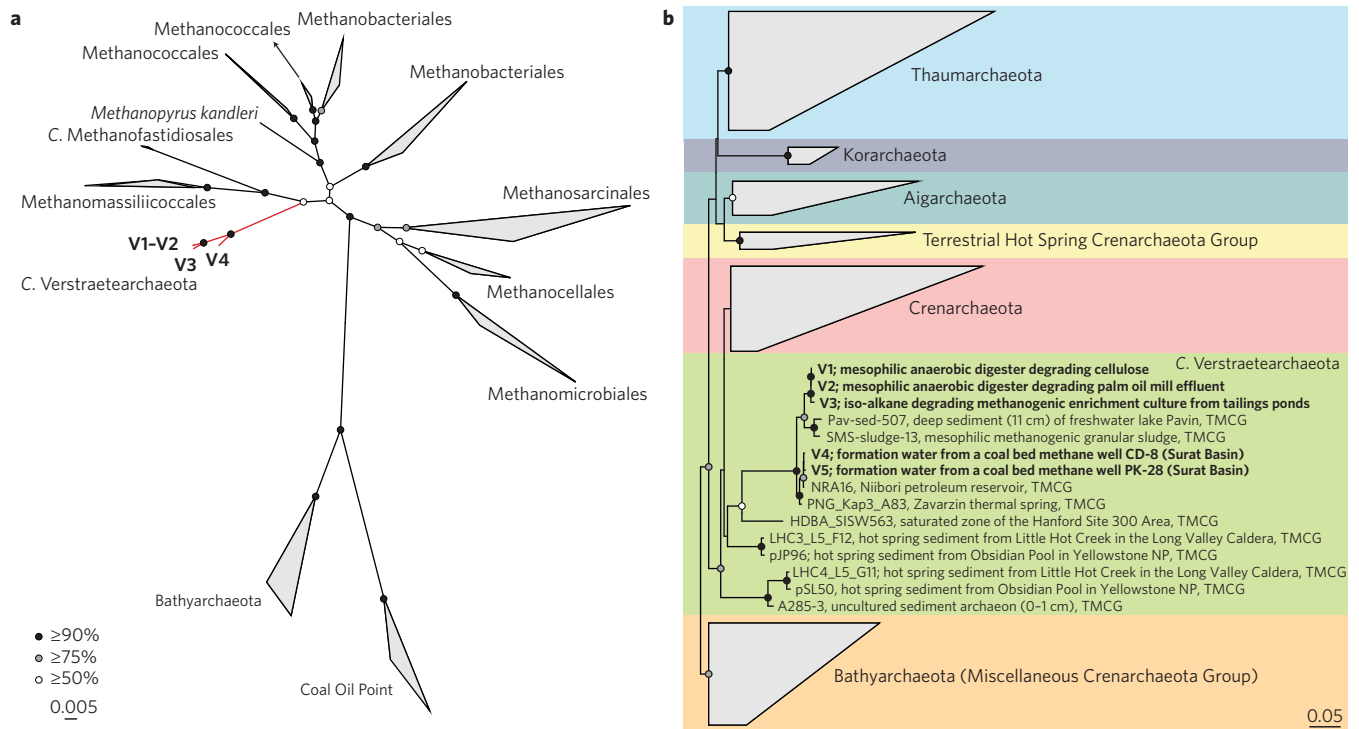 a
Methanobacteriales
Methanococcales
Methanococcales
Methanobacteriales
Methanopyrus kandleri
C. Methanofastidiosales
Methanomassiliicoccales
Methanosarcinales
V1–V2
V3
V4
C. Verstraetearchaeota
Methanocellales
Methanomicrobiales
Bathyarchaeota
Coal Oil Point
≥90%
≥75%
≥50%
0.005
b
Thaumarchaeota
Korarchaeota
Aigarchaeota
Terrestrial Hot Spring Crenarchaeota Group
Crenarchaeota
C. Verstraetearchaeota
V1; mesophilic anaerobic digester degrading cellulose
V2; mesophilic anaerobic digester degrading palm oil mill effluent
V3; iso-alkane degrading methanogenic enrichment culture from tailings ponds
Pav-sed-507, deep sediment (11 cm) of freshwater lake Pavin, TMCG
SMS-sludge-13, mesophilic methanogenic granular sludge, TMCG
V4; formation water from a coal bed methane well CD-8 (Surat Basin)
V5; formation water from a coal bed methane well PK-28 (Surat Basin)
NRA16, Niibori petroleum reservoir, TMCG
PNG_Kap3_A83, Zavarzin thermal spring, TMCG
HDBA_SISW563, saturated zone of the Hanford Site 300 Area, TMCG
LHC3_L5_F12, hot spring sediment from Little Hot Creek in the Long Valley Caldera, TMCG
pJP96; hot spring sediment from Obsidian Pool in Yellowstone NP, TMCG
LHC4_L5_G11; hot spring sediment from Little Hot Creek in the Long Valley Caldera, TMCG
pSL50, hot spring sediment from Obsidian Pool in Yellowstone NP, TMCG
A285-3, uncultured sediment archaeon (0–1 cm), TMCG
Bathyarchaeota (Miscellaneous Crenarchaeota Group)
0.05